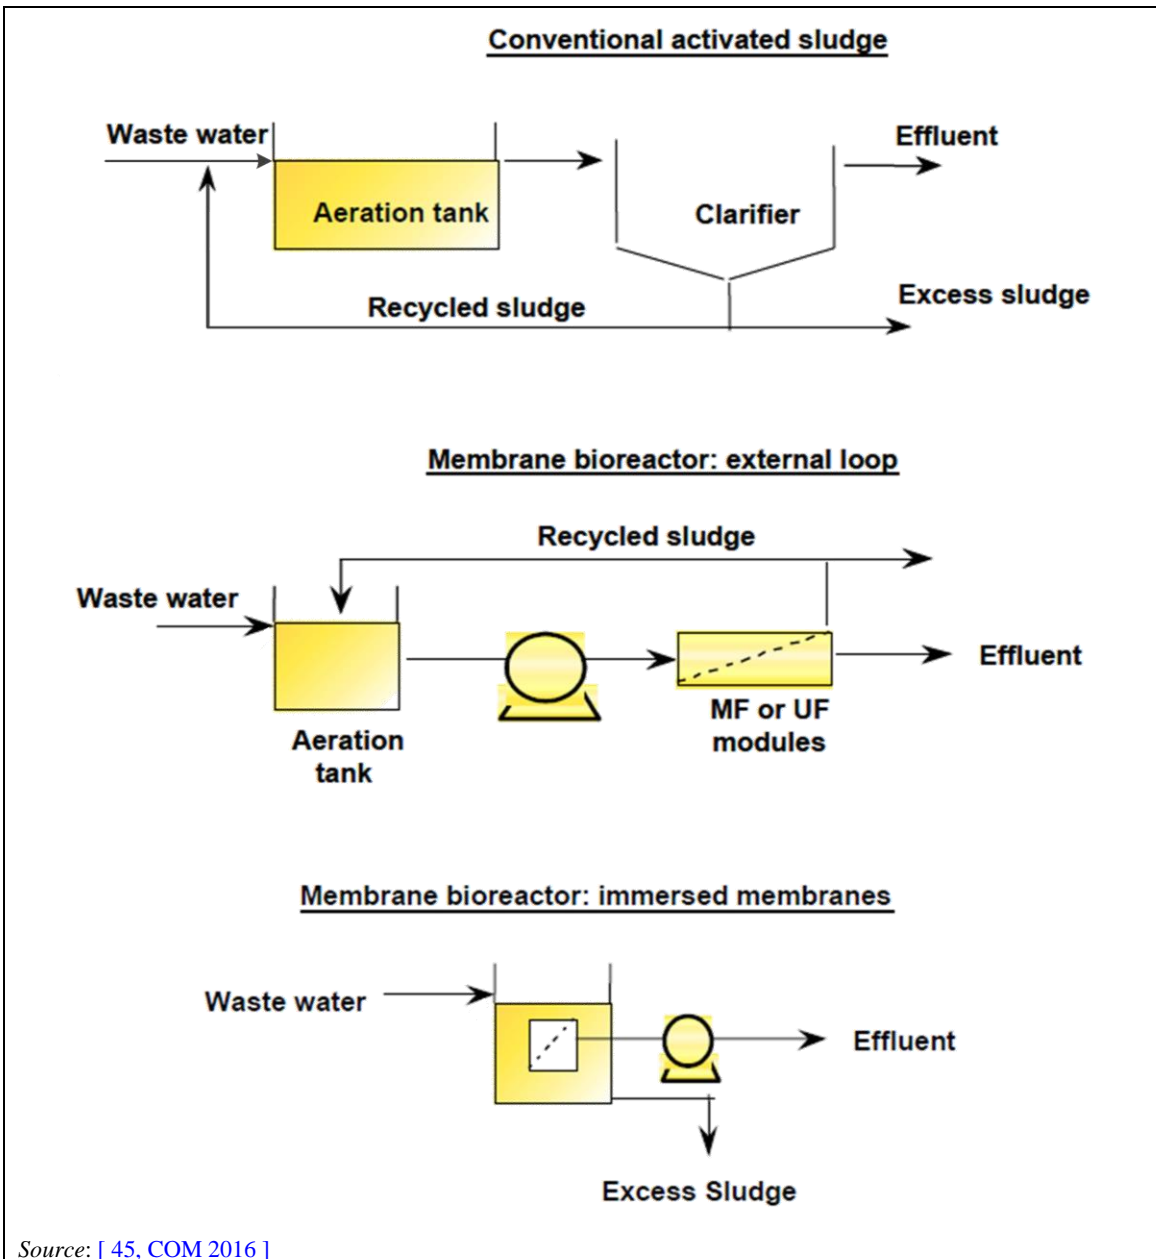 Conventional activated sludge
Waste water
Effluent
Aeration tank
Clarifier
Excess sludge
Recycled sludge
Membrane bioreactor: external loop
Recycled sludge
Waste water
Effluent
MF or UF
modules
Aeration
tank
Membrane bioreactor: immersed membranes
Waste water
Effluent
Excess Sludge
Source: [ 45, COM 2016 ]